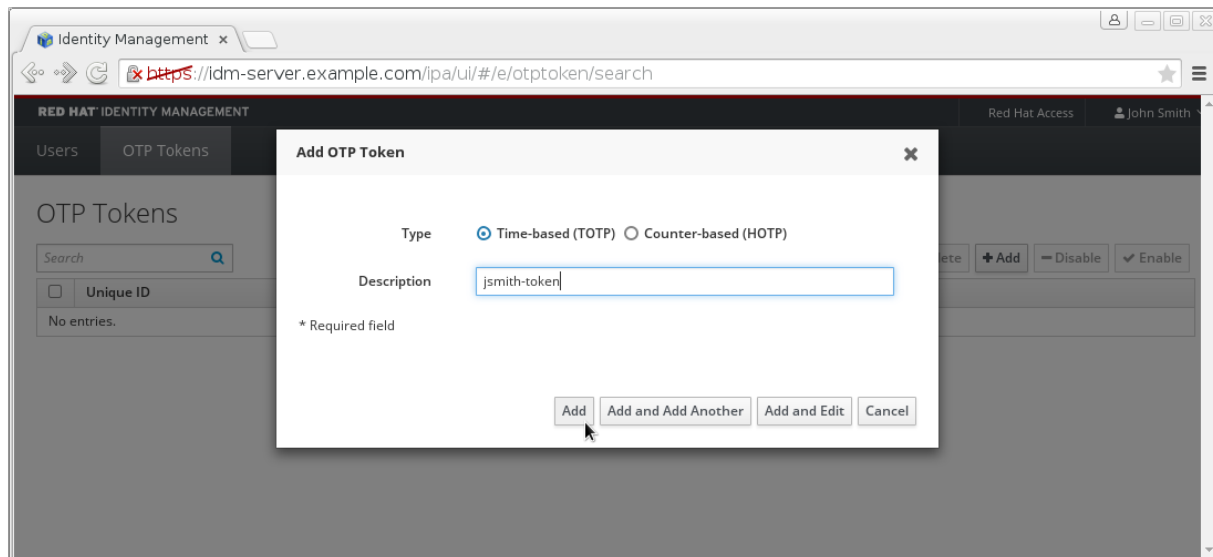 Identity Management
https://idm-server.example.com/ipa/ui/#/e/otptoken/search
RED HAT IDENTITY MANAGEMENT Red Hat Access John Smith
Users OTP Tokens
Add OTP Token
OTP Tokens
Type Time-based (TOTP) Counter-based (HOTP)
Search Add Disable Enable
Description jsmith-token
Unique ID
No entries.
* Required field
Add Add and Add Another Add and Edit Cancel